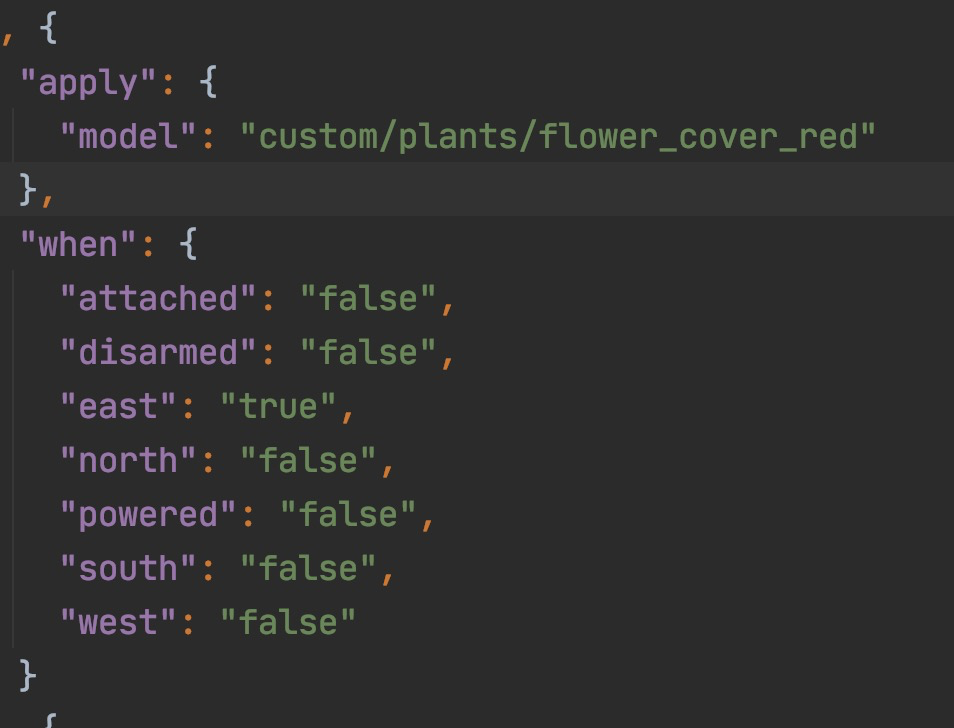 , {
"apply": {
"model": "custom/plants/flower_cover_red"
},
"when": {
"attached": "false",
"disarmed": "false",
"east": "true",
"north": "false",
"powered": "false",
"south": "false",
"west": "false"
}
{